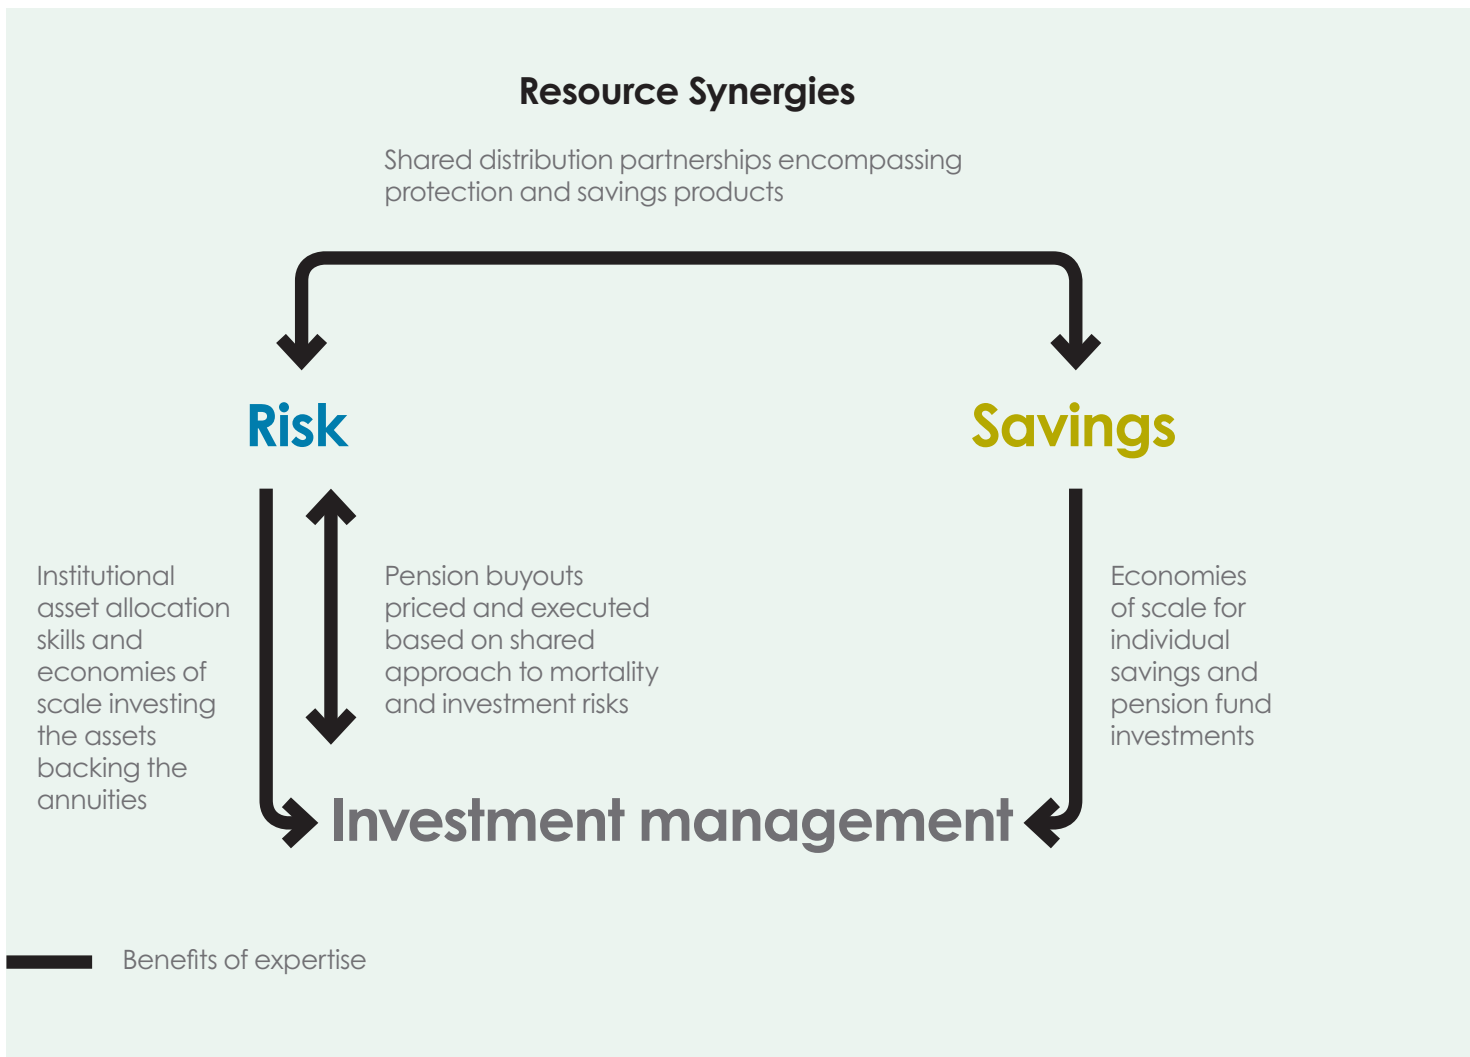 Resource Synergies
Shared distribution partnerships encompassing
protection and savings products
Risk
Savings
Institutional
asset allocation
skills and
economies of
scale investing
the assets
backing the
annuities
Pension buyouts
priced and executed
based on shared
approach to mortality
and investment risks
Economies
of scale for
individual
savings and
pension fund
investments
Investment management
Benefits of expertise